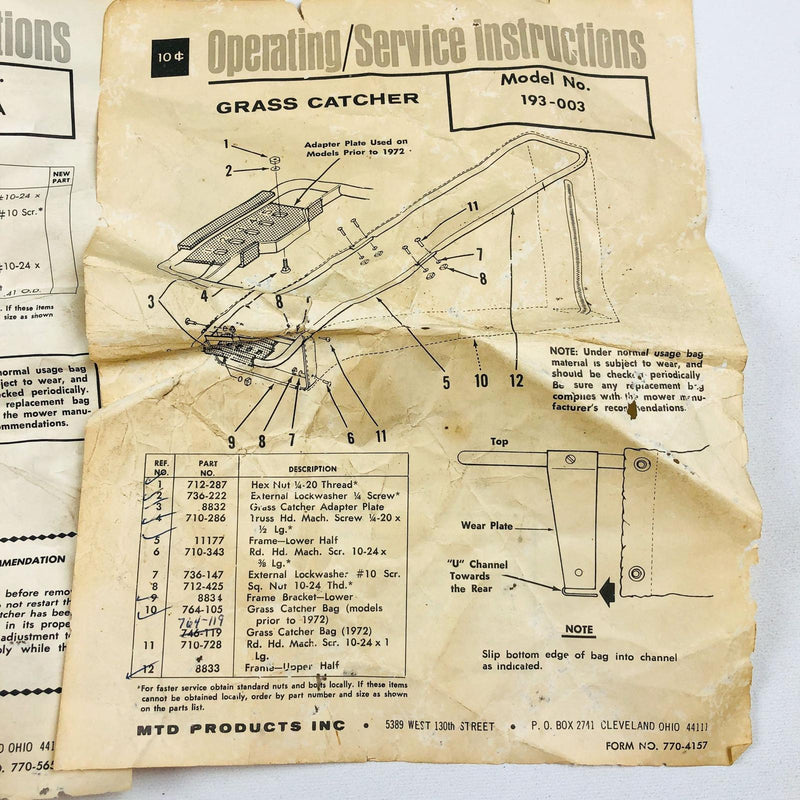 tions
A
NEW
PART
#10-24 x
#10 Scr.*
#10-24 x
.41 O.D.
If these items
size as shown
normal usage bag
ject to wear, and
cked periodically.
replacement bag
the mower manu-
ommendations.
MMENDATION
before remov
not restart th
tcher has bee
in its prope
adjustment t
ply while th
OHIO 441
770-565
10¢
Operating/Service instructions
GRASS CATCHER
Model No.
193-003
1
2
Adapter Plate Used on
Models Prior to 1972
11
12
7
8
3
4
8
5
10
12
9
8
7
6
11
NOTE: Under normal usage bag
material is subject to wear, and
should be checked periodically
Be sure any replacement bag
complies with the mower manu-
facturer's recommendations.
REF. NO. PART NO. DESCRIPTION
1 712-287 Hex Nut ¼-20 Thread*
2 736-222 External Lockwasher ¼ Screw*
3 8832 Grass Catcher Adapter Plate
4 710-286 Truss Hd. Mach. Screw ¼-20 x
½ Lg.*
5 11177 Frame—Lower Half
6 710-343 Rd. Hd. Mach. Scr. 10-24 x
⅜ Lg.*
7 736-147 External Lockwasher #10 Scr.
8 712-425 Sq. Nut 10-24 Thd.*
9 8834 Frame Bracket—Lower
10 764-105 Grass Catcher Bag (models
prior to 1972)
764-119
746-119 Grass Catcher Bag (1972)
11 710-728 Rd. Hd. Mach. Scr. 10-24 x 1
Lg.
12 8833 Frame—Upper Half
*For faster service obtain standard nuts and bolts locally. If these items
cannot be obtained locally, order by part number and size as shown
on the parts list.
Top
Wear Plate
"U" Channel
Towards
the Rear
NOTE
Slip bottom edge of bag into channel
as indicated.
MTD PRODUCTS INC • 5389 WEST 130th STREET • P. O. BOX 2741 CLEVELAND OHIO 44111
FORM NO. 770-4157